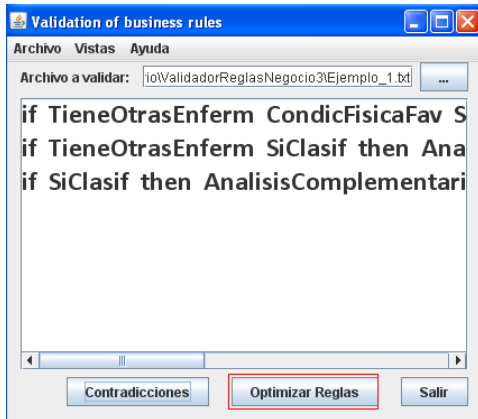 Validation of business rules
Archivo Vistas Ayuda
Archivo a validar: io\ValidadorReglasNegocio3\Ejemplo_1.txt ...
if TieneOtrasEnferm CondicFisicaFav S
if TieneOtrasEnferm SiClasif then Ana
if SiClasif then AnalisisComplementari
Contradicciones Optimizar Reglas Salir